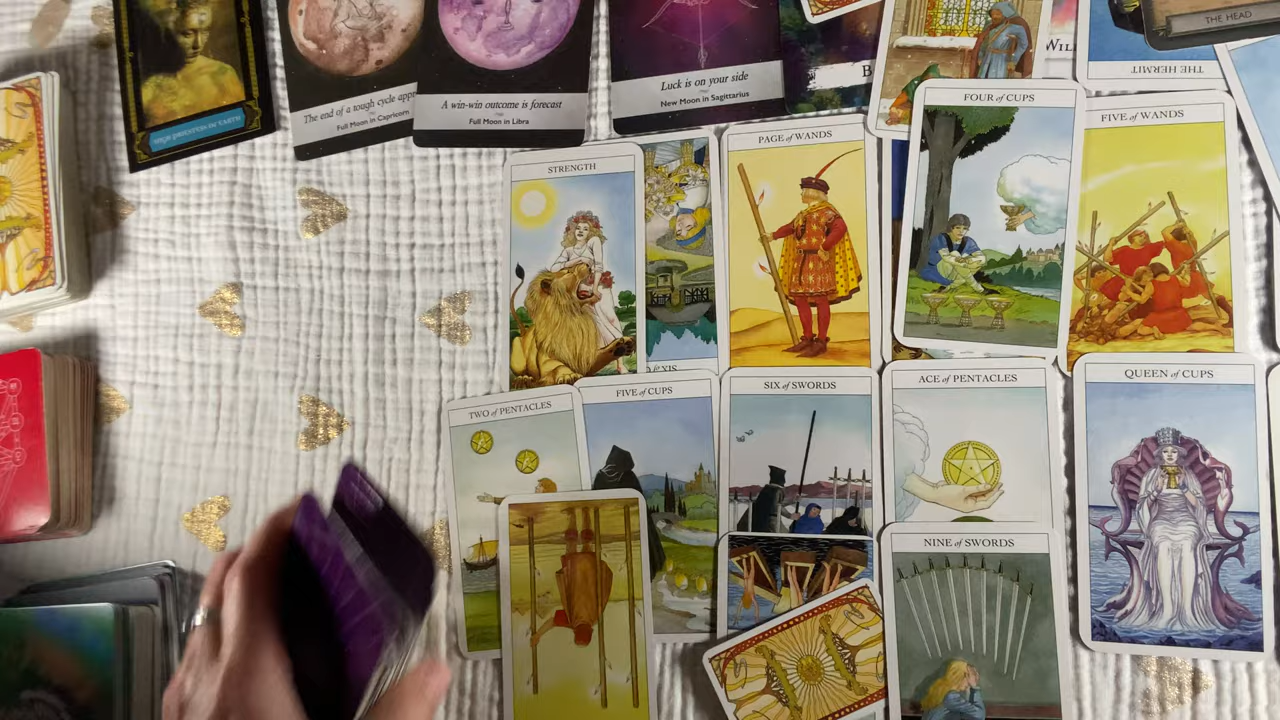 HIGH PRIESTESS OF EARTH
The end of a tough cycle appr
Full Moon in Capricorn
A win-win outcome is forecast
Full Moon in Libra
Luck is on your side
New Moon in Sagittarius
B
WIL
THE HERMIT
THE HEAD
STRENGTH
PAGE of WANDS
FOUR of CUPS
FIVE of WANDS
TWO of PENTACLES
FIVE of CUPS
SIX of SWORDS
ACE of PENTACLES
QUEEN of CUPS
NINE of SWORDS